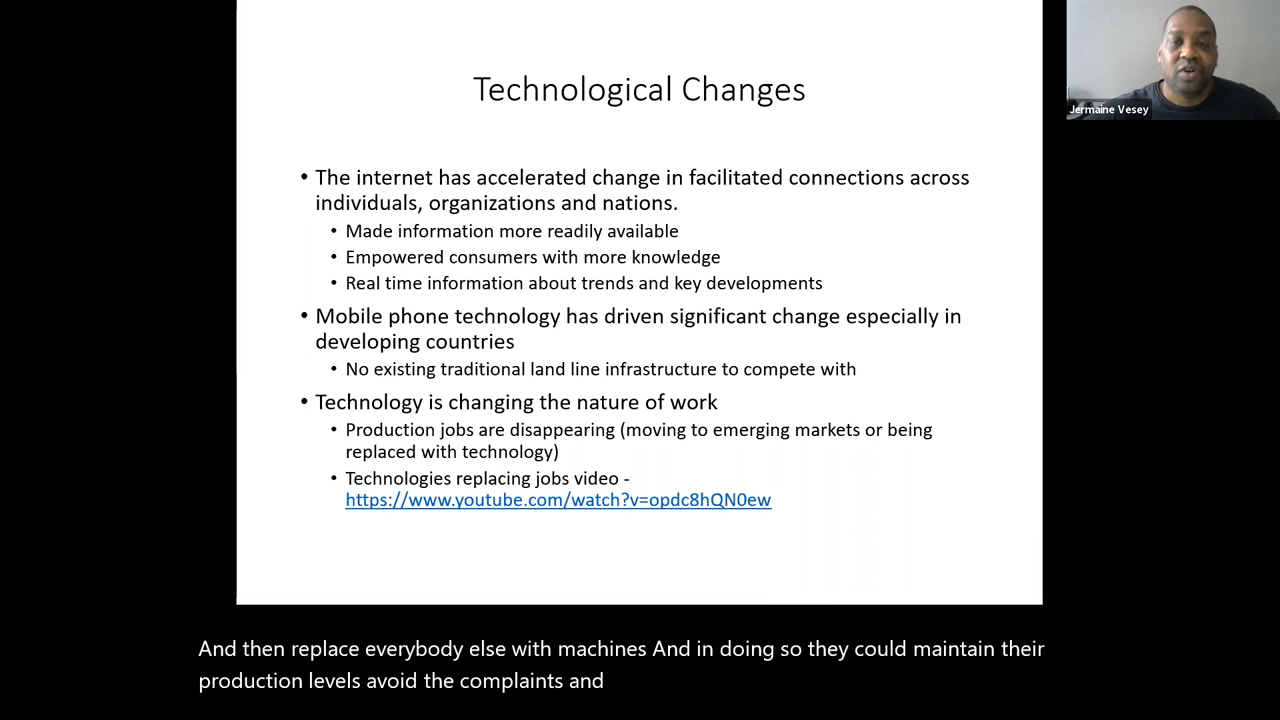 Technological Changes
Jermaine Vesey
• The internet has accelerated change in facilitated connections across
individuals, organizations and nations.
• Made information more readily available
• Empowered consumers with more knowledge
• Real time information about trends and key developments
• Mobile phone technology has driven significant change especially in
developing countries
• No existing traditional land line infrastructure to compete with
• Technology is changing the nature of work
• Production jobs are disappearing (moving to emerging markets or being
replaced with technology)
• Technologies replacing jobs video -
https://www.youtube.com/watch?v=opdc8hQN0ew
And then replace everybody else with machines And in doing so they could maintain their
production levels avoid the complaints and